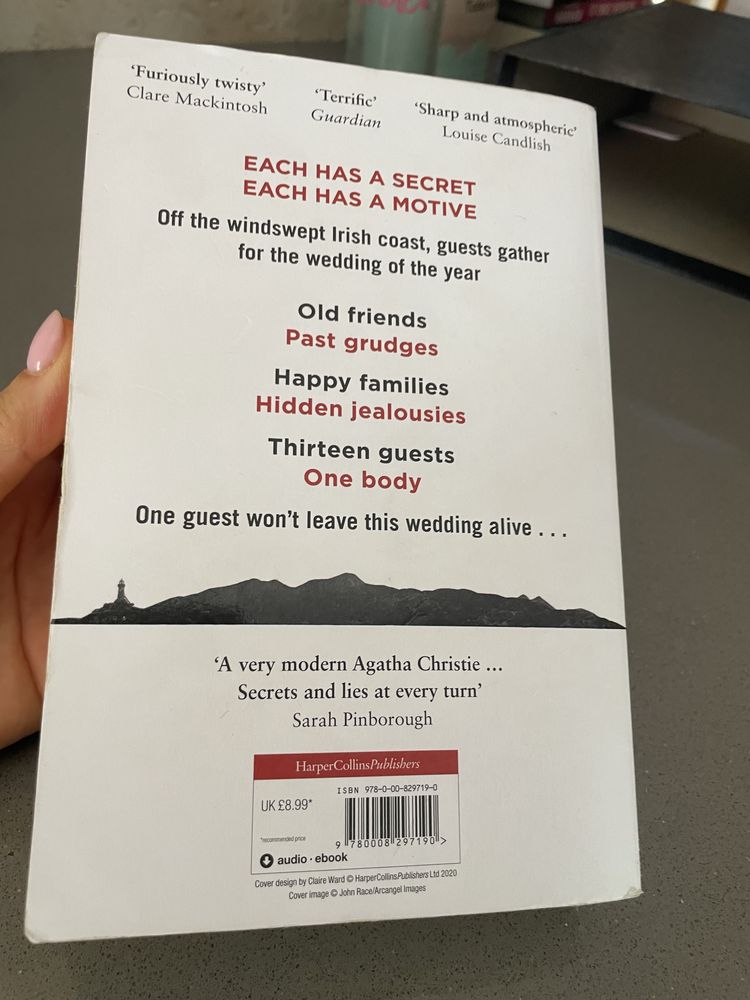 ‘Furiously twisty’
Clare Mackintosh
‘Terrific’
Guardian
‘Sharp and atmospheric’
Louise Candlish
EACH HAS A SECRET
EACH HAS A MOTIVE
Off the windswept Irish coast, guests gather
for the wedding of the year
Old friends
Past grudges
Happy families
Hidden jealousies
Thirteen guests
One body
One guest won’t leave this wedding alive . . .
‘A very modern Agatha Christie ...
Secrets and lies at every turn’
Sarah Pinborough
HarperCollinsPublishers
ISBN 978-0-00-829719-0
UK £8.99*
*recommended price
9 780008 297190 >
audio · ebook
Cover design by Claire Ward © HarperCollinsPublishers Ltd 2020
Cover image © John Race/Arcangel Images